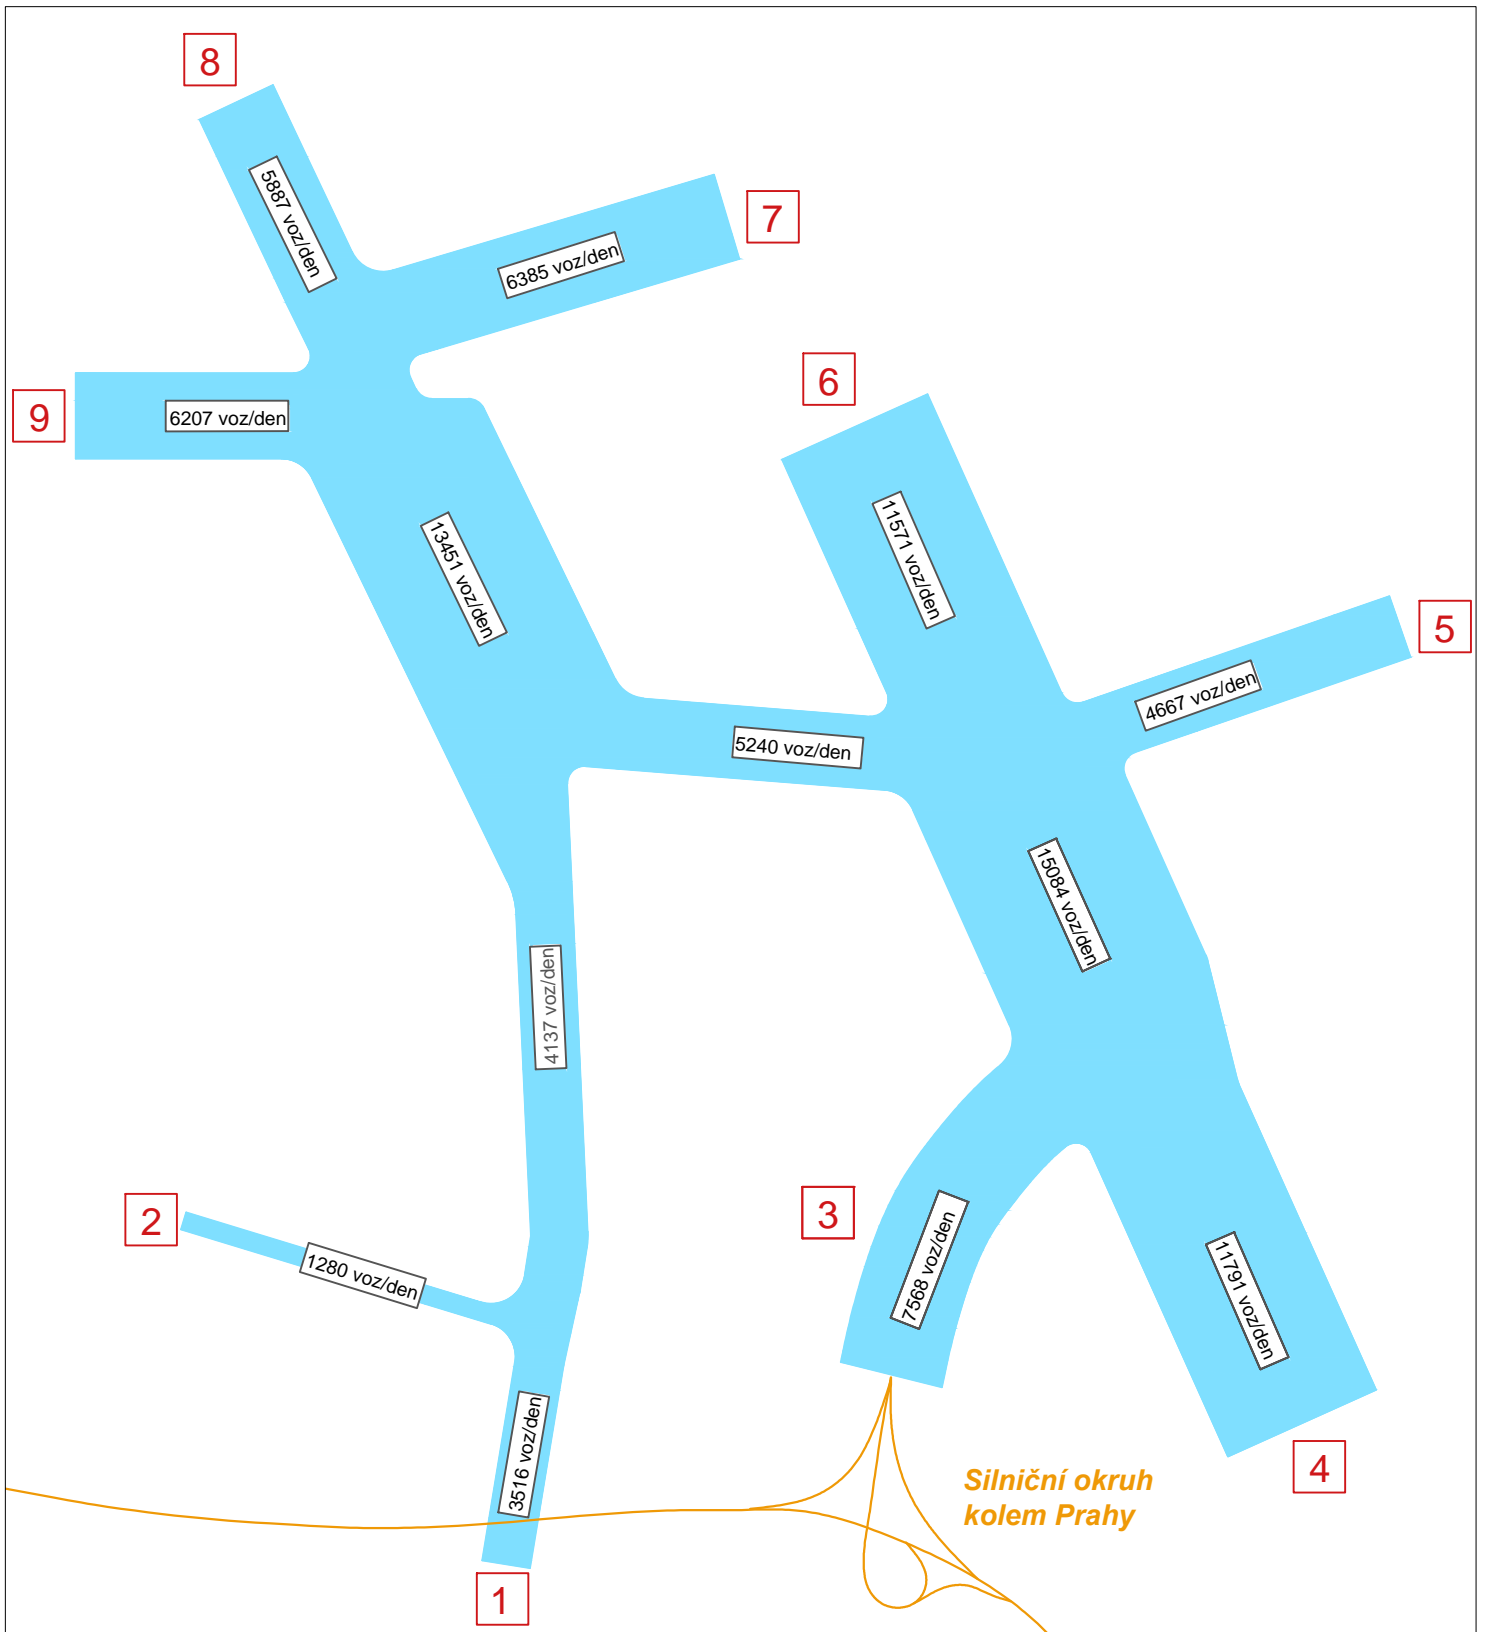 8
5887 voz/den
7
6385 voz/den
6
9
6207 voz/den
11571 voz/den
13451 voz/den
5
4667 voz/den
5240 voz/den
15084 voz/den
4137 voz/den
2
3
1280 voz/den
7568 voz/den
11791 voz/den
3516 voz/den
4
Silniční okruh
kolem Prahy
1